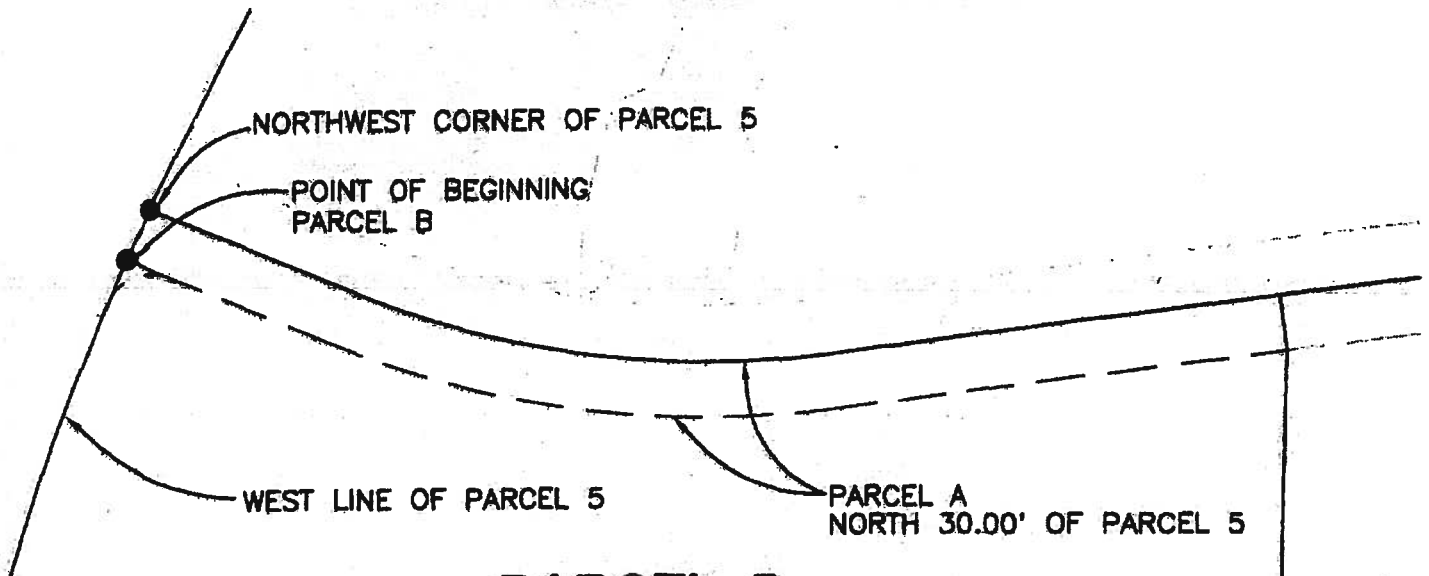 NORTHWEST CORNER OF PARCEL 5
POINT OF BEGINNING
PARCEL B
WEST LINE OF PARCEL 5
PARCEL A
NORTH 30.00' OF PARCEL 5